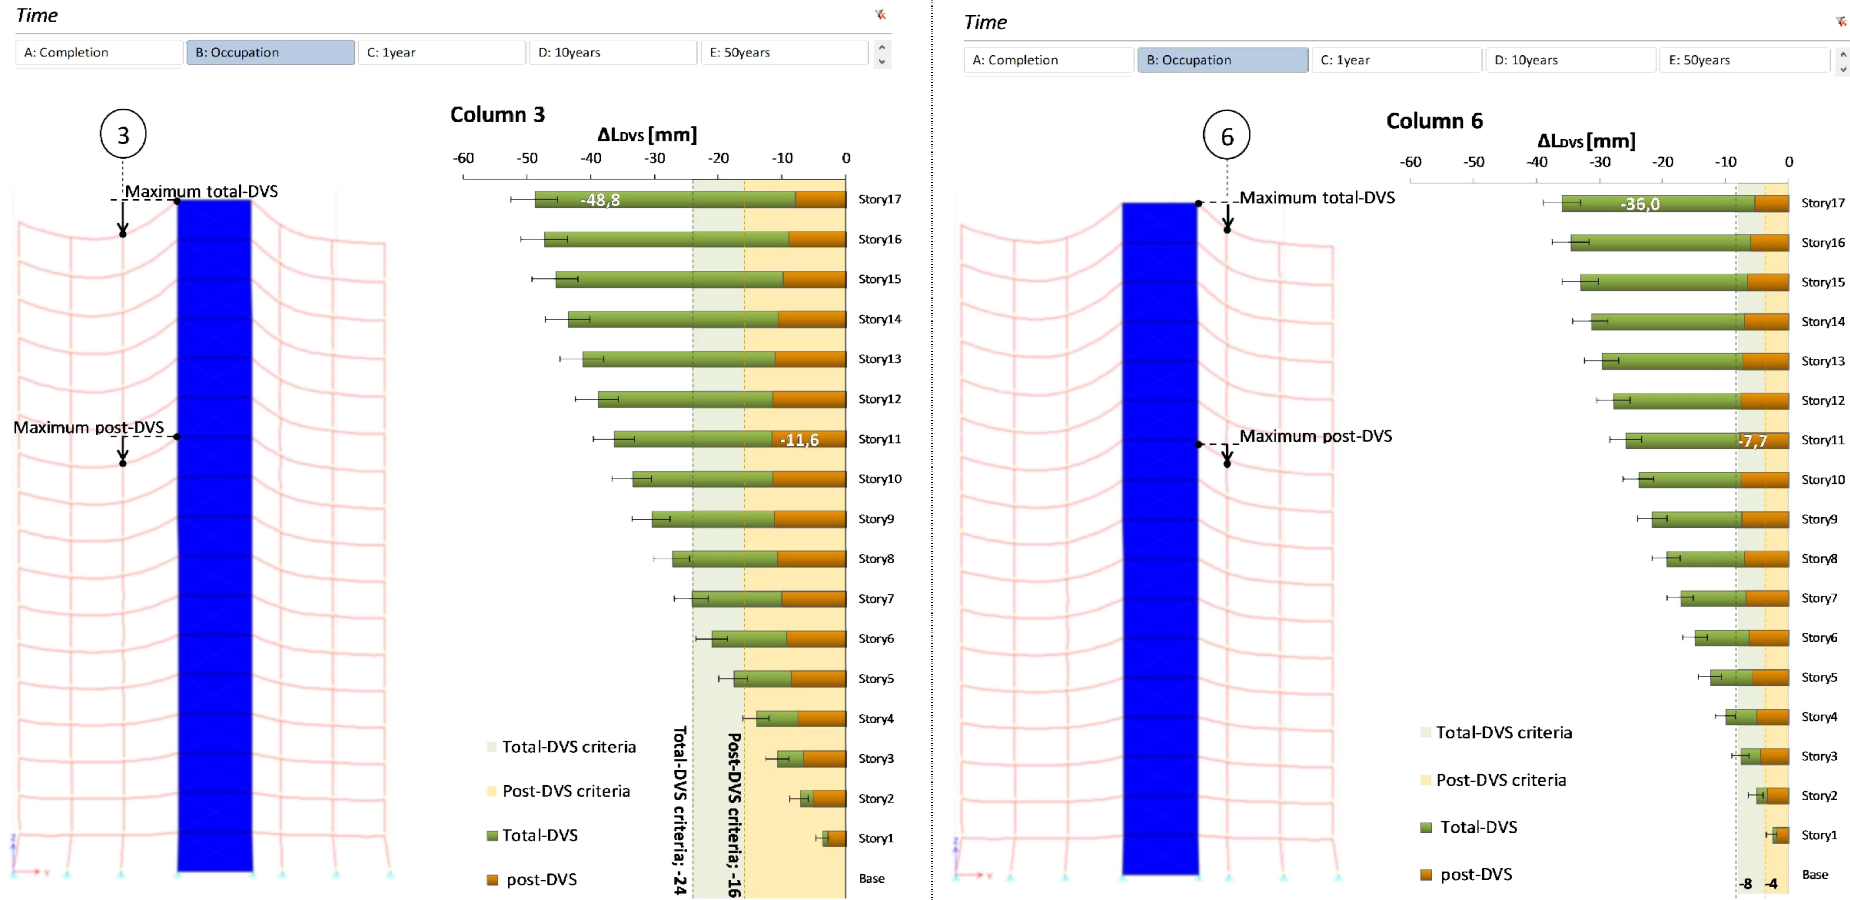 Time
A: Completion
B: Occupation
C: 1year
D: 10years
E: 50years
3
Column 3
ΔLDVS [mm]
-60
-50
-40
-30
-20
-10
0
Maximum total-DVS
Maximum post-DVS
-48,8
Story17
Story16
Story15
Story14
Story13
Story12
-11,6
Story11
Story10
Story9
Story8
Story7
Story6
Story5
Story4
Story3
Story2
Story1
Base
Total-DVS criteria
Post-DVS criteria
Total-DVS
post-DVS
Total-DVS criteria; -24
Post-DVS criteria; -16
Z
Y
Time
A: Completion
B: Occupation
C: 1year
D: 10years
E: 50years
6
Column 6
ΔLDVS [mm]
-60
-50
-40
-30
-20
-10
0
Maximum total-DVS
Maximum post-DVS
-36,0
Story17
Story16
Story15
Story14
Story13
Story12
-7,7
Story11
Story10
Story9
Story8
Story7
Story6
Story5
Story4
Story3
Story2
Story1
Base
Total-DVS criteria
Post-DVS criteria
Total-DVS
post-DVS
-8
-4
Z
Y